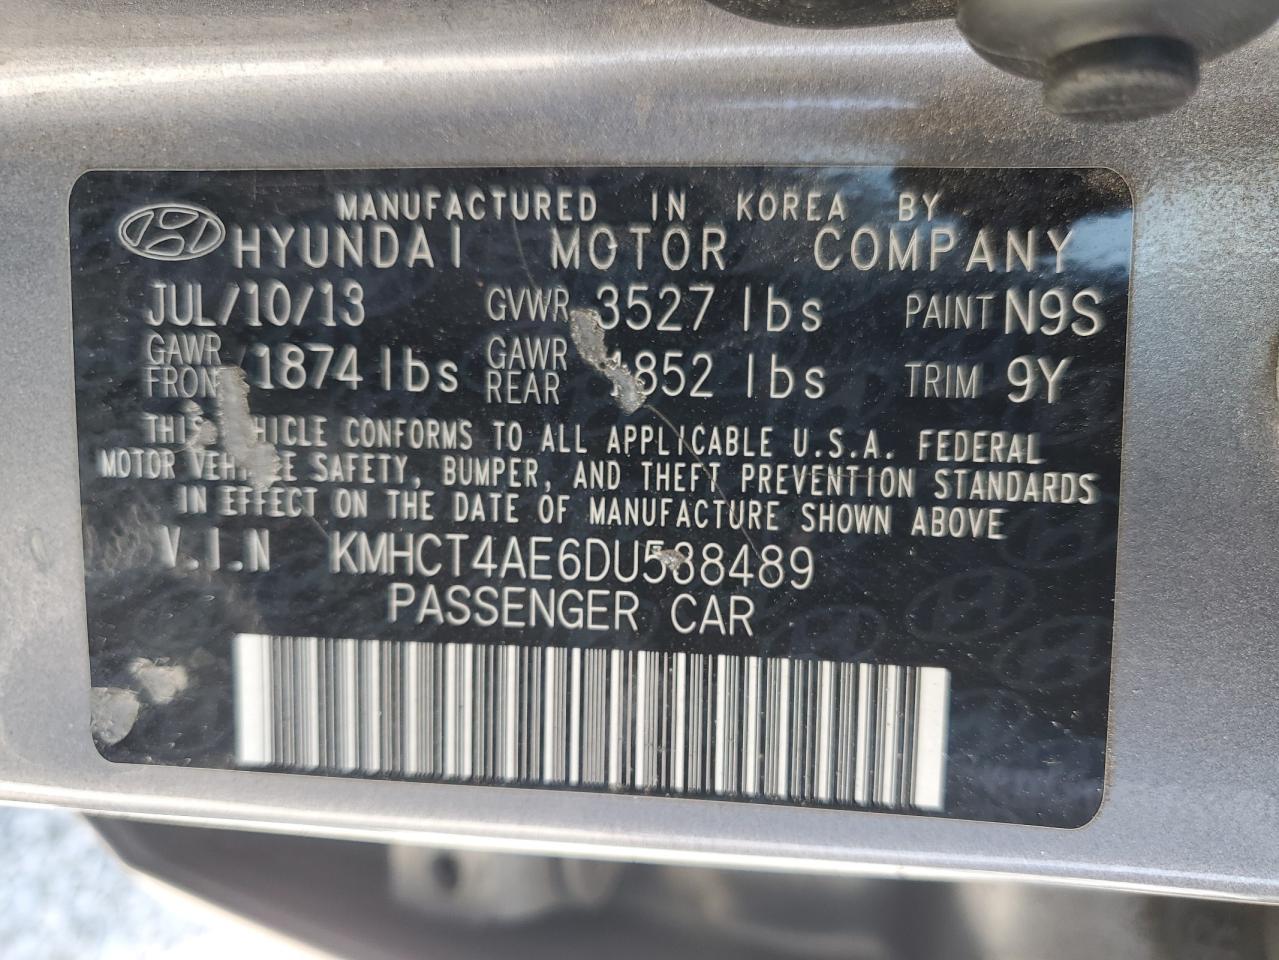 MANUFACTURED IN KOREA BY
HYUNDAI MOTOR COMPANY
JUL/10/13 GVWR 3527 lbs PAINT N9S
GAWR FRONT 1874 lbs GAWR REAR 1852 lbs TRIM 9Y
THIS VEHICLE CONFORMS TO ALL APPLICABLE U.S.A. FEDERAL
MOTOR VEHICLE SAFETY, BUMPER, AND THEFT PREVENTION STANDARDS
IN EFFECT ON THE DATE OF MANUFACTURE SHOWN ABOVE
V.I.N KMHCT4AE6DU538489
PASSENGER CAR